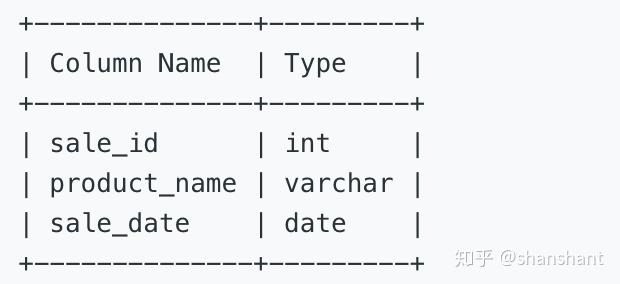 +--------------+---------+
| Column Name  | Type    |
+--------------+---------+
| sale_id      | int     |
| product_name | varchar |
| sale_date    | date    |
+--------------+---------+
知乎 @shanshant